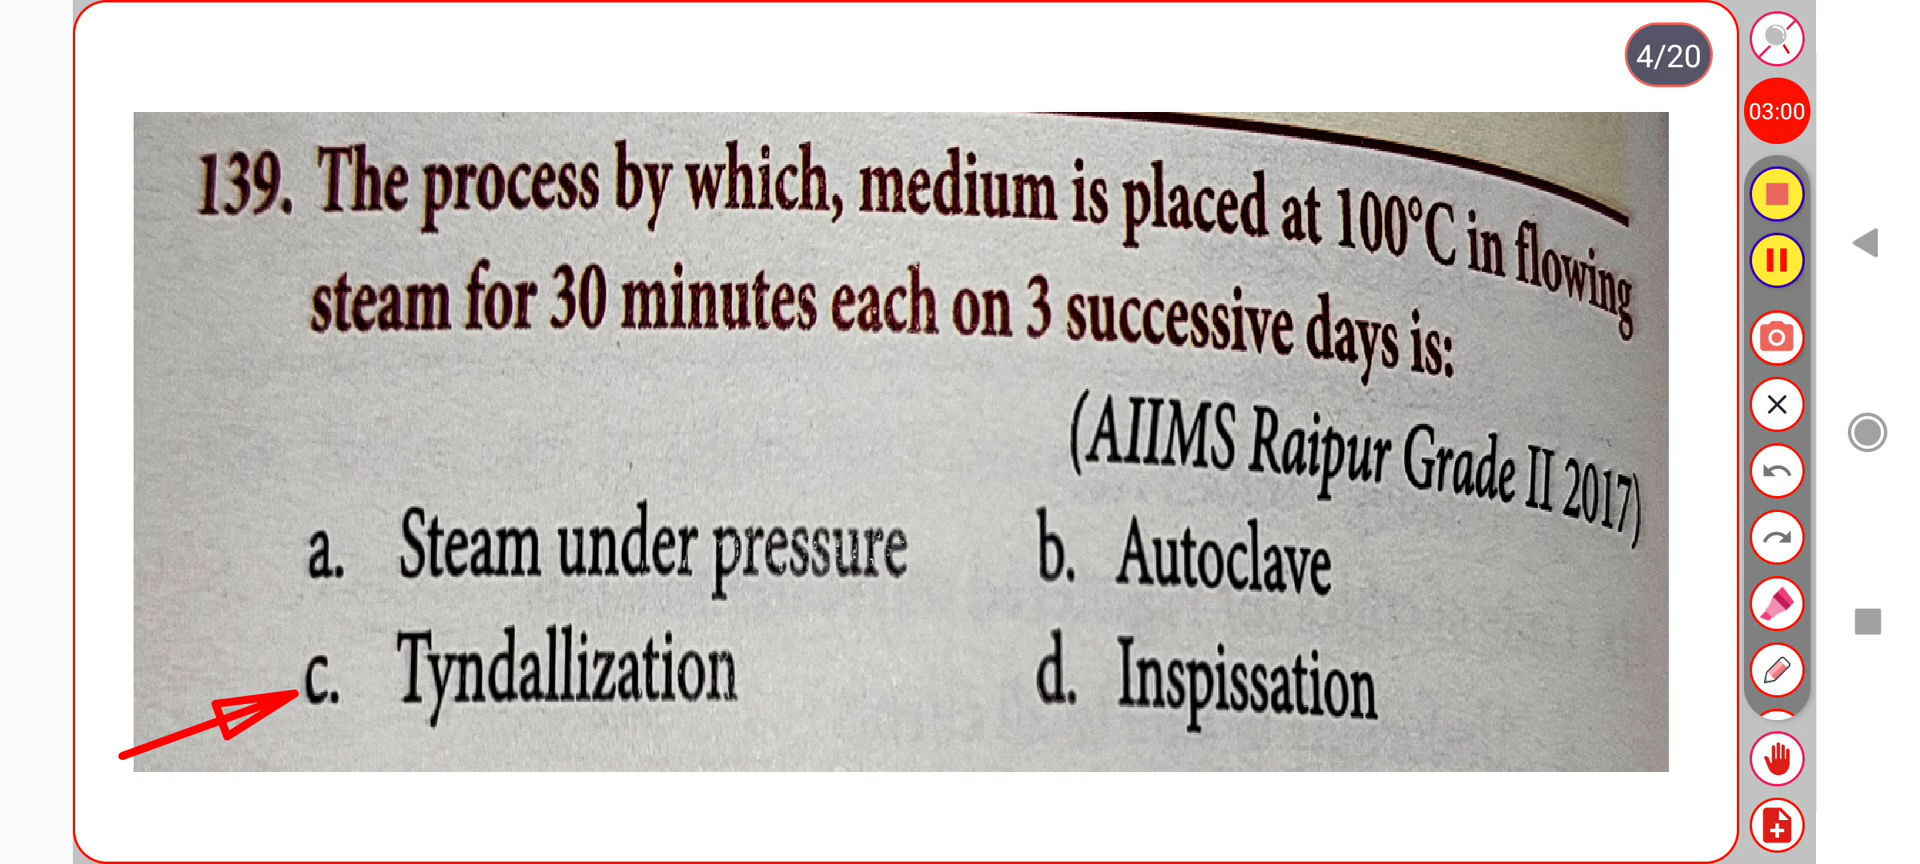 4/20
03:00
139. The process by which, medium is placed at 100°C in flowing
steam for 30 minutes each on 3 successive days is:
(AIIMS Raipur Grade II 2017)
a. Steam under pressure b. Autoclave
c. Tyndallization d. Inspissation